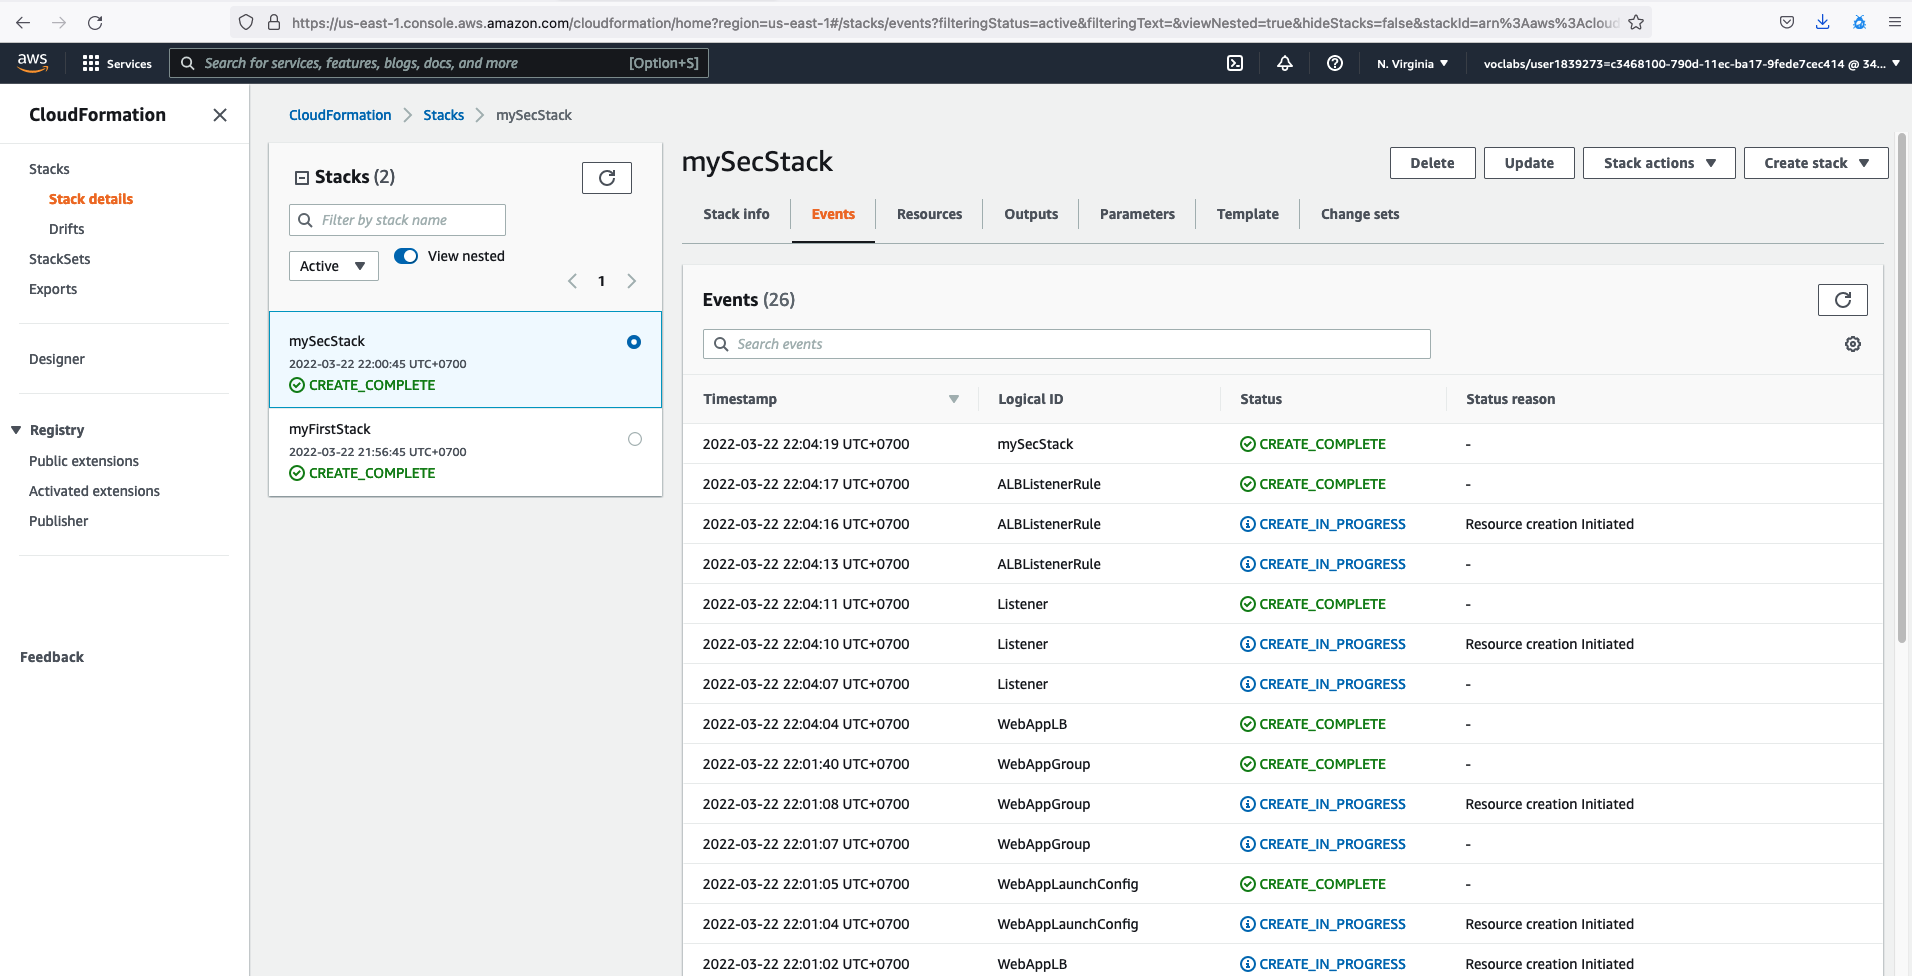 https://us-east-1.console.aws.amazon.com/cloudformation/home?region=us-east-1#/stacks/events?filteringStatus=active&filteringText=&viewNested=true&hideStacks=false&stackId=arn%3Aaws%3Acloud
aws
Services
Search for services, features, blogs, docs, and more
[Option+S]
N. Virginia
voclabs/user1839273=c3468100-790d-11ec-ba17-9fede7cec414 @ 34...
CloudFormation
Stacks
Stack details
Drifts
StackSets
Exports
Designer
Registry
Public extensions
Activated extensions
Publisher
Feedback
CloudFormation
Stacks
mySecStack
Stacks (2)
Filter by stack name
Active
View nested
1
mySecStack
2022-03-22 22:00:45 UTC+0700
CREATE_COMPLETE
myFirstStack
2022-03-22 21:56:45 UTC+0700
CREATE_COMPLETE
mySecStack
Delete
Update
Stack actions
Create stack
Stack info
Events
Resources
Outputs
Parameters
Template
Change sets
Events (26)
Search events
Timestamp Logical ID Status Status reason
2022-03-22 22:04:19 UTC+0700 mySecStack CREATE_COMPLETE -
2022-03-22 22:04:17 UTC+0700 ALBListenerRule CREATE_COMPLETE -
2022-03-22 22:04:16 UTC+0700 ALBListenerRule CREATE_IN_PROGRESS Resource creation Initiated
2022-03-22 22:04:13 UTC+0700 ALBListenerRule CREATE_IN_PROGRESS -
2022-03-22 22:04:11 UTC+0700 Listener CREATE_COMPLETE -
2022-03-22 22:04:10 UTC+0700 Listener CREATE_IN_PROGRESS Resource creation Initiated
2022-03-22 22:04:07 UTC+0700 Listener CREATE_IN_PROGRESS -
2022-03-22 22:04:04 UTC+0700 WebAppLB CREATE_COMPLETE -
2022-03-22 22:01:40 UTC+0700 WebAppGroup CREATE_COMPLETE -
2022-03-22 22:01:08 UTC+0700 WebAppGroup CREATE_IN_PROGRESS Resource creation Initiated
2022-03-22 22:01:07 UTC+0700 WebAppGroup CREATE_IN_PROGRESS -
2022-03-22 22:01:05 UTC+0700 WebAppLaunchConfig CREATE_COMPLETE -
2022-03-22 22:01:04 UTC+0700 WebAppLaunchConfig CREATE_IN_PROGRESS Resource creation Initiated
2022-03-22 22:01:02 UTC+0700 WebAppLB CREATE_IN_PROGRESS Resource creation Initiated